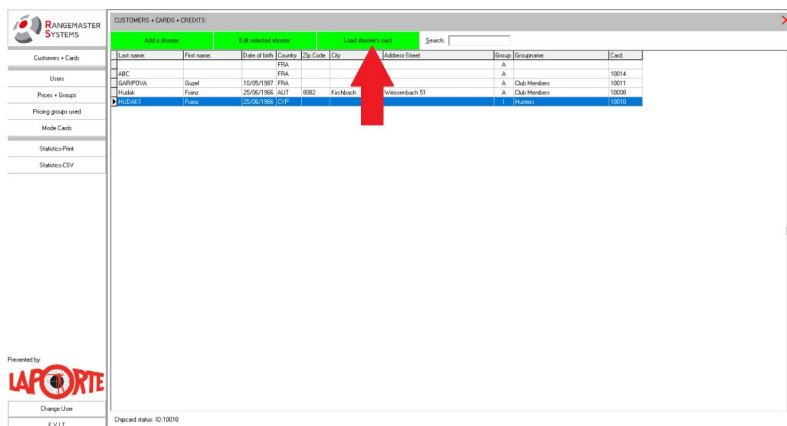 RANGEMASTER
SYSTEMS
Customers + Cards
Users
Prices + Groups
Pricing groups used
Mode Cards
Statistics-Print
Statistics-CSV
Presented by:
LAPORTE
Change User
E X I T
CUSTOMERS + CARDS + CREDITS:
Add a shooter Edit selected shooter Load shooter's card Search:
Last name: First name: Date of birth Country Zip Code City Address-Street Group: Groupname: Card:
FRA A
ABC FRA A 10014
GARIPOVA Guzel 10/05/1987 FRA A Club Members 10011
Hudak Franz 25/06/1966 AUT 8082 Kirchbach Weissenbach 51 A Club Members 10008
HUDAK1 Franz 25/06/1966 CYP I Hunters 10010
Chipcard status: ID:10010